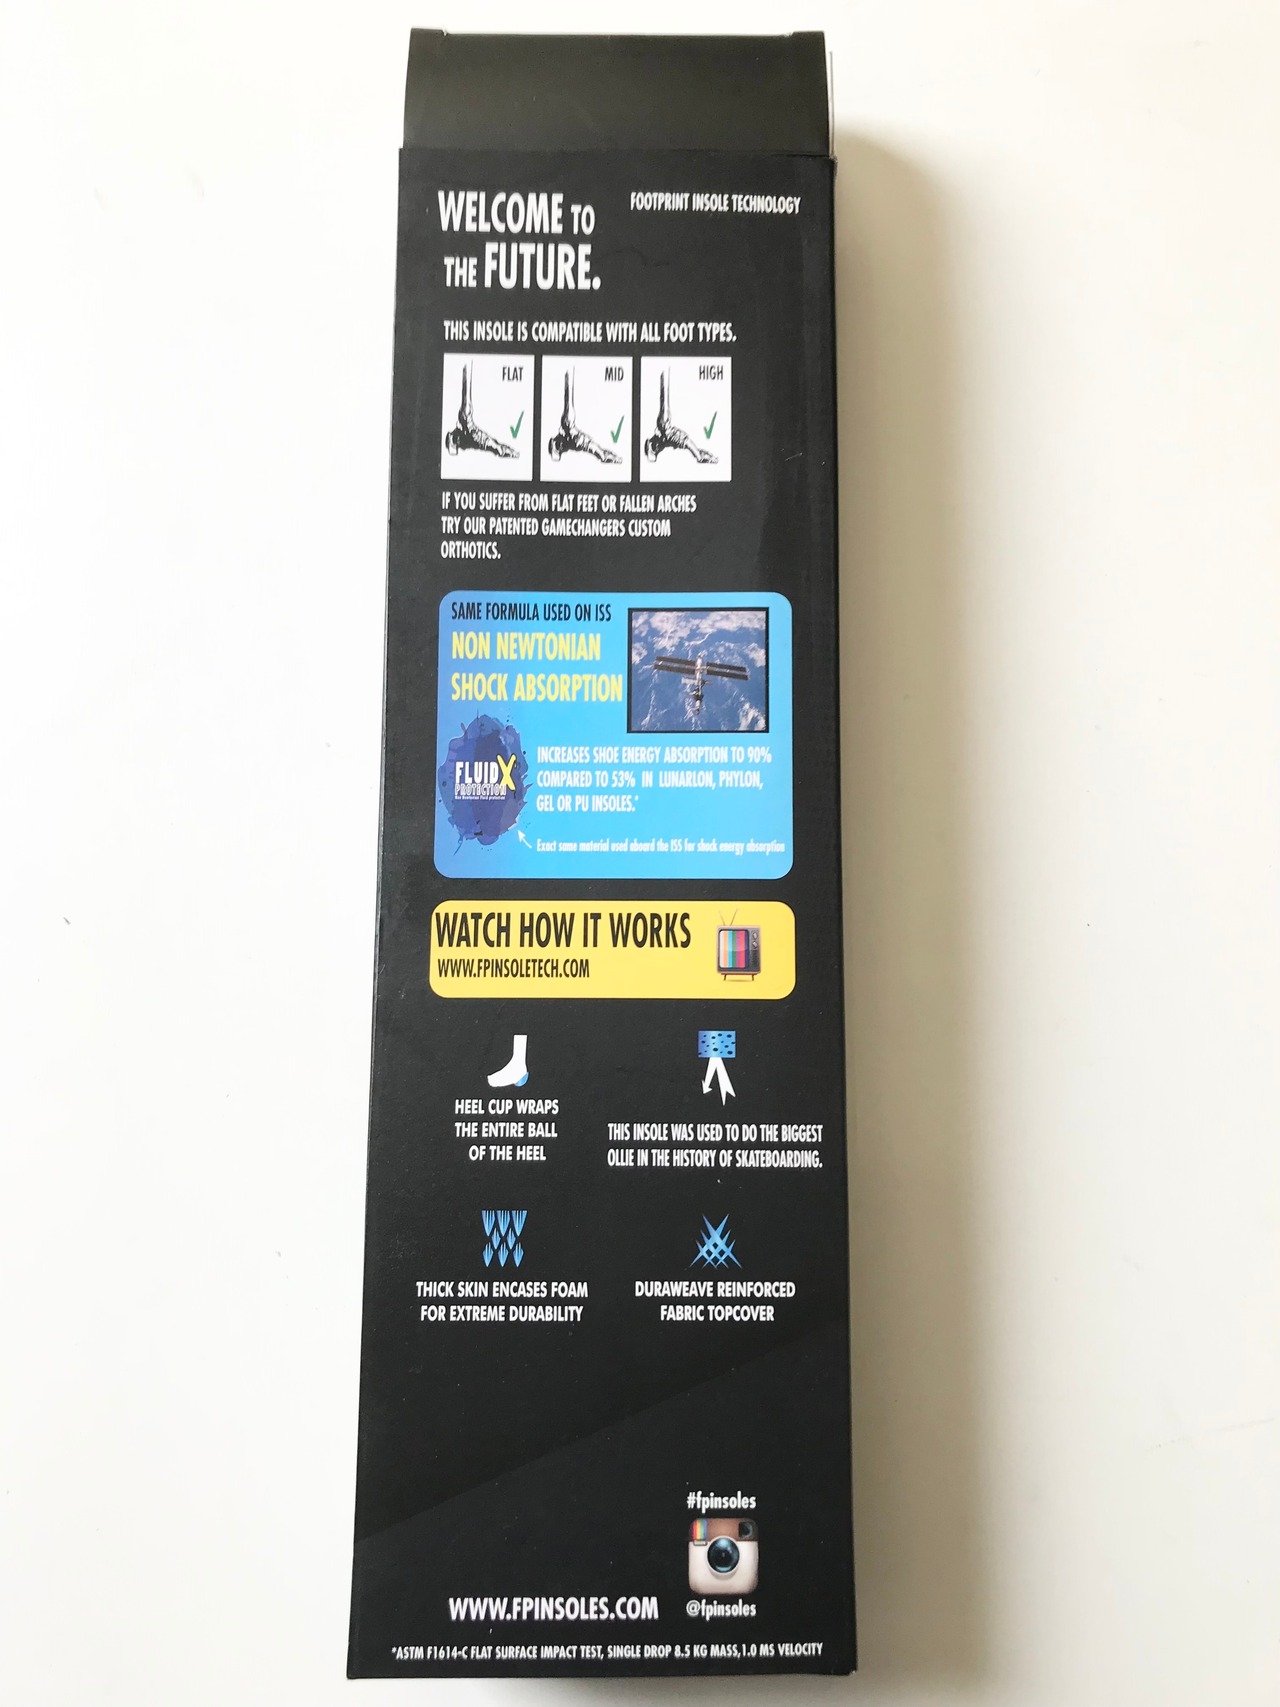 WELCOME TO
THE FUTURE.
FOOTPRINT INSOLE TECHNOLOGY
THIS INSOLE IS COMPATIBLE WITH ALL FOOT TYPES.
FLAT
MID
HIGH
IF YOU SUFFER FROM FLAT FEET OR FALLEN ARCHES
TRY OUR PATENTED GAMECHANGERS CUSTOM
ORTHOTICS.
SAME FORMULA USED ON ISS
NON NEWTONIAN
SHOCK ABSORPTION
FLUIDX
PROTECTION
Non Newtonian fluid protection
INCREASES SHOE ENERGY ABSORPTION TO 90%
COMPARED TO 53% IN LUNARLON, PHYLON,
GEL OR PU INSOLES.*
Exact same material used aboard the ISS for shock energy absorption
WATCH HOW IT WORKS
WWW.FPINSOLETECH.COM
HEEL CUP WRAPS
THE ENTIRE BALL
OF THE HEEL
THIS INSOLE WAS USED TO DO THE BIGGEST
OLLIE IN THE HISTORY OF SKATEBOARDING.
THICK SKIN ENCASES FOAM
FOR EXTREME DURABILITY
DURAWEAVE REINFORCED
FABRIC TOPCOVER
#fpinsoles
WWW.FPINSOLES.COM
@fpinsoles
*ASTM F1614-C FLAT SURFACE IMPACT TEST, SINGLE DROP 8.5 KG MASS,1.0 MS VELOCITY